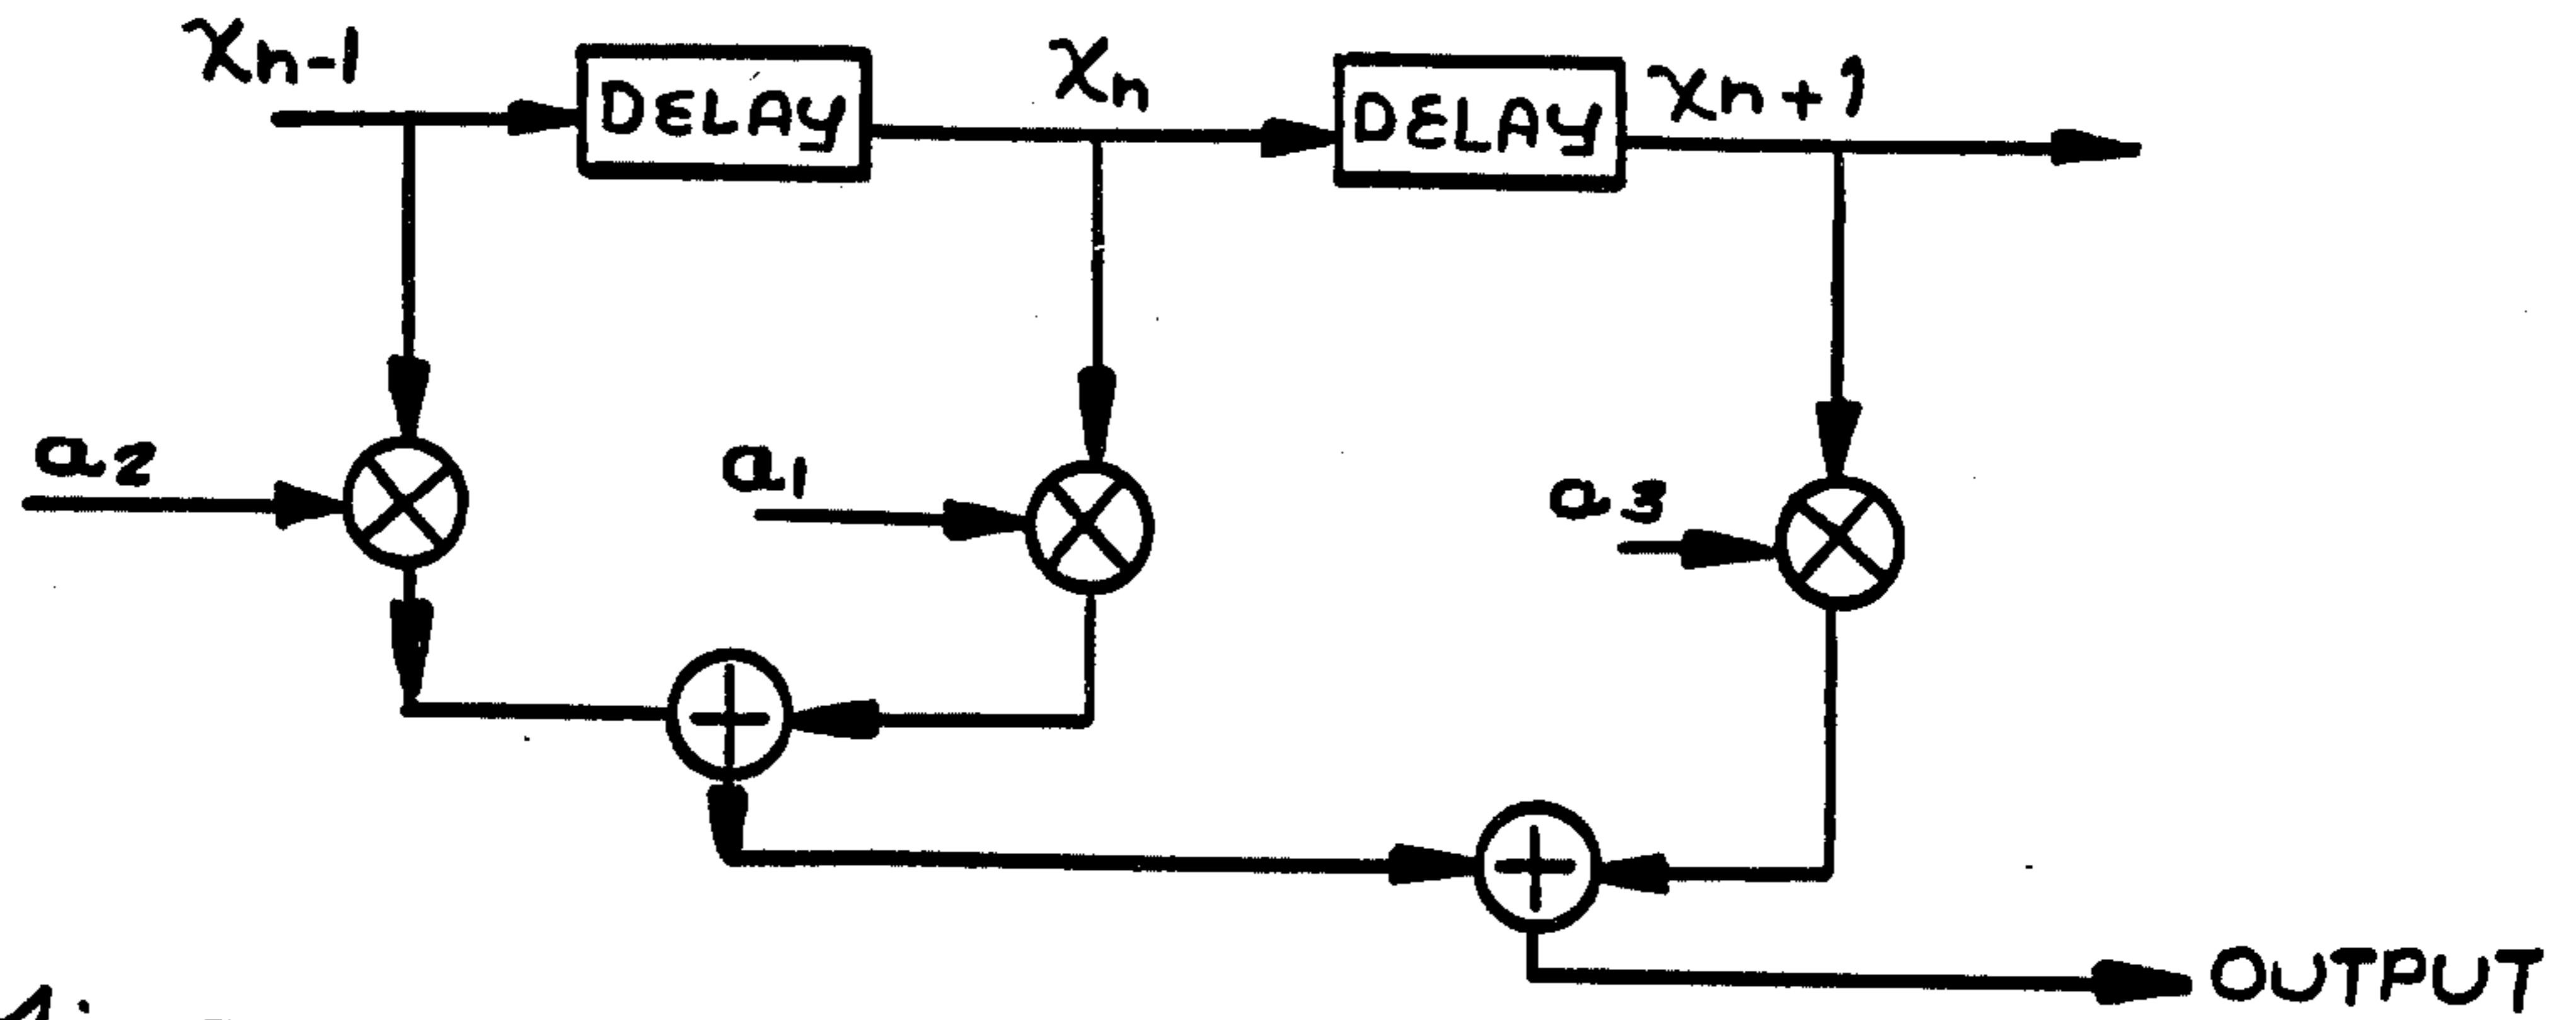 xn-1
DELAY
xn
DELAY
xn+1
a2
a1
a3
OUTPUT